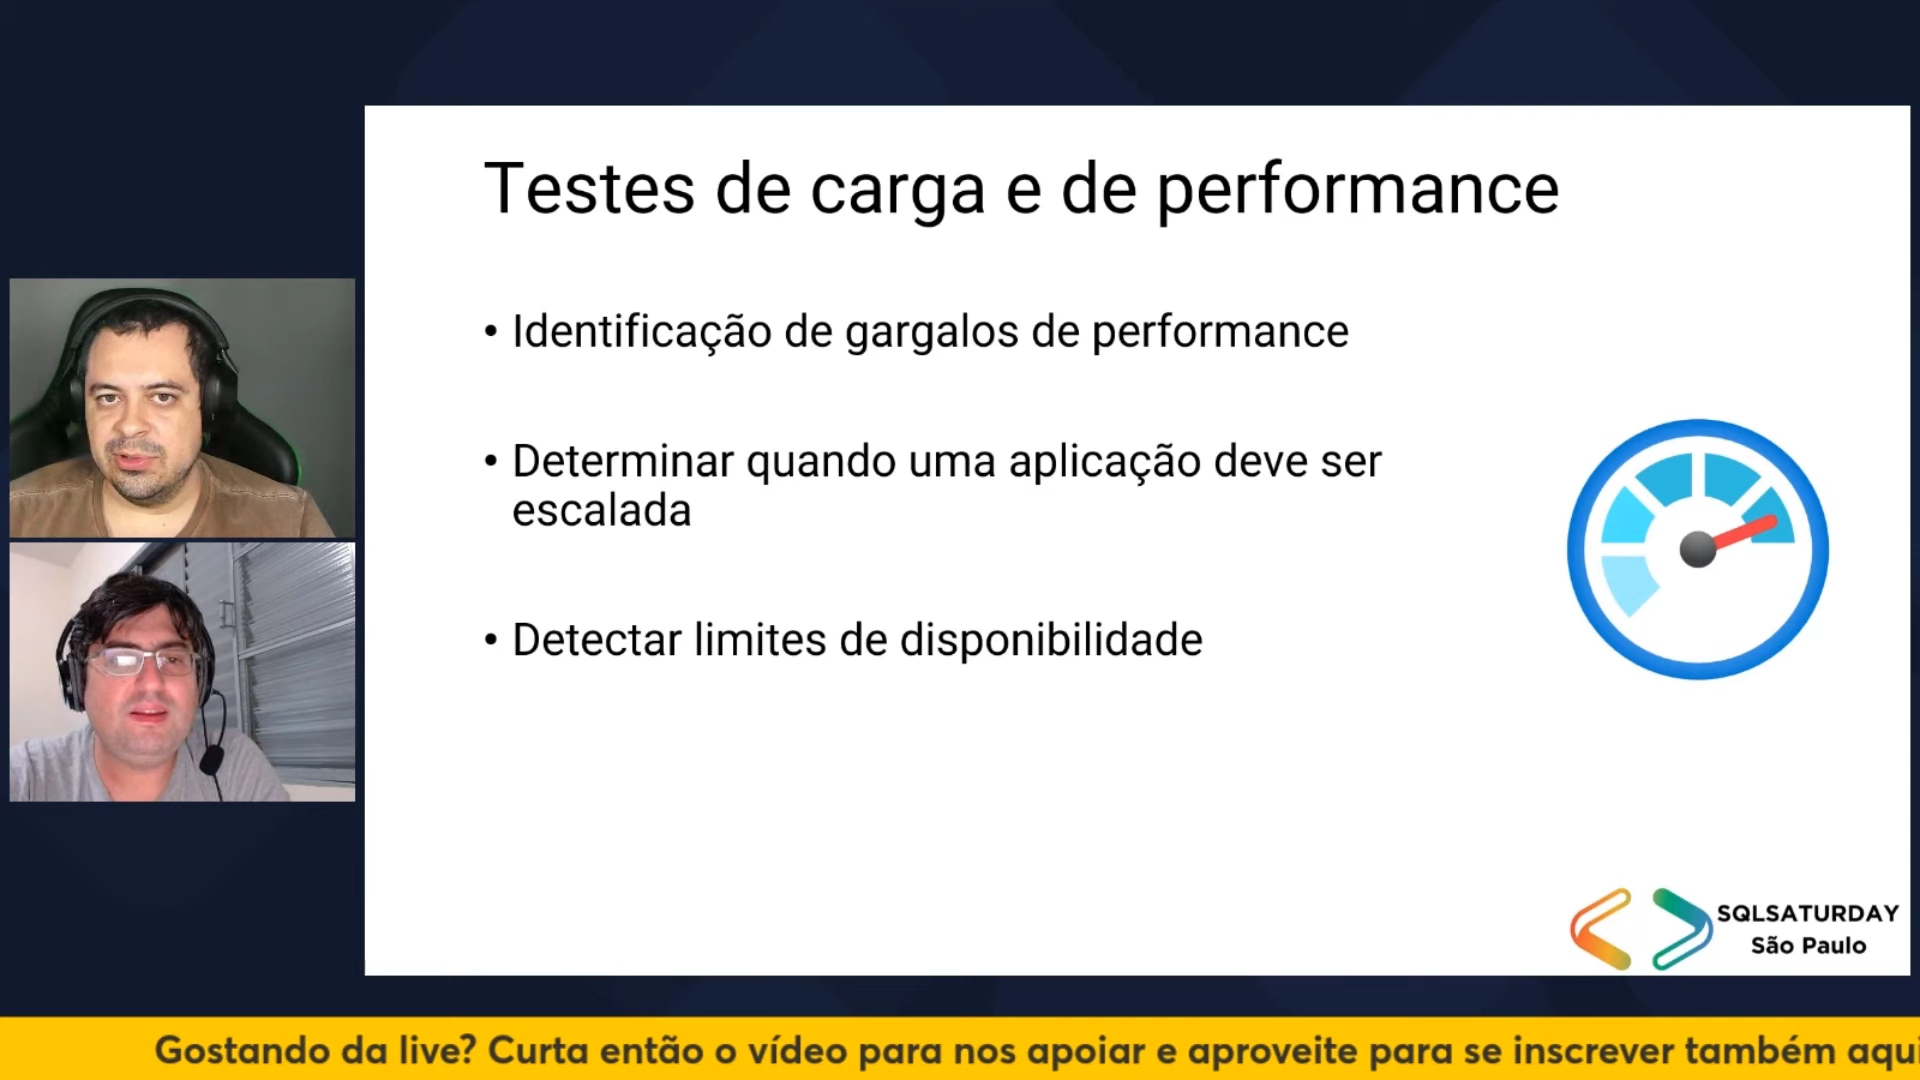 Testes de carga e de performance
• Identificação de gargalos de performance
• Determinar quando uma aplicação deve ser
escalada
• Detectar limites de disponibilidade
SQLSATURDAY
São Paulo
Gostando da live? Curta então o vídeo para nos apoiar e aproveite para se inscrever também aqui